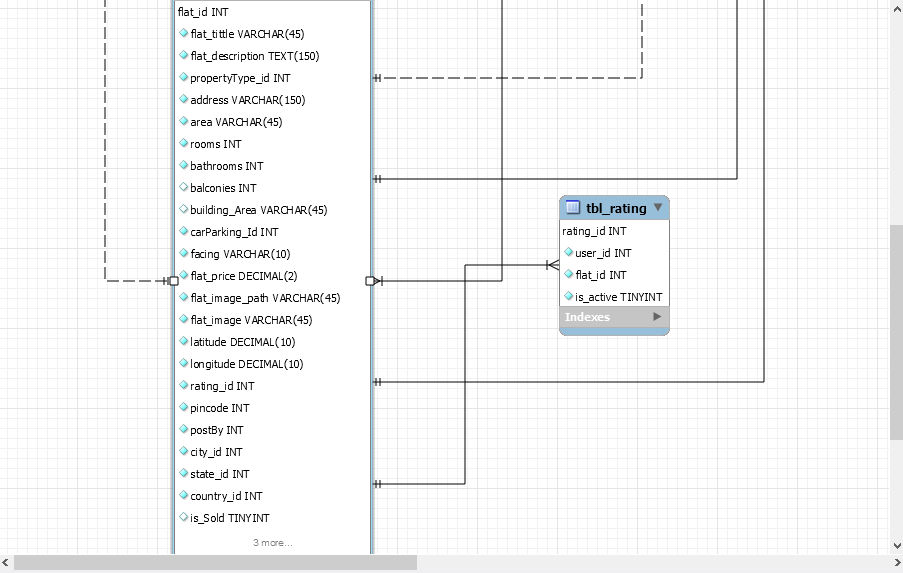 flat_id INT
flat_tittle VARCHAR(45)
flat_description TEXT(150)
propertyType_id INT
address VARCHAR(150)
area VARCHAR(45)
rooms INT
bathrooms INT
balconies INT
building_Area VARCHAR(45)
carParking_Id INT
facing VARCHAR(10)
flat_price DECIMAL(2)
flat_image_path VARCHAR(45)
flat_image VARCHAR(45)
latitude DECIMAL(10)
longitude DECIMAL(10)
rating_id INT
pincode INT
postBy INT
city_id INT
state_id INT
country_id INT
is_Sold TINYINT
3 more...
tbl_rating
rating_id INT
user_id INT
flat_id INT
is_active TINYINT
Indexes